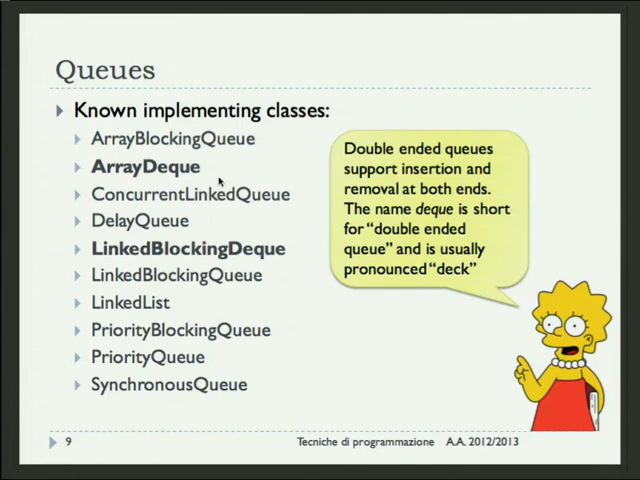 Queues
Known implementing classes:
ArrayBlockingQueue
ArrayDeque
ConcurrentLinkedQueue
DelayQueue
LinkedBlockingDeque
LinkedBlockingQueue
LinkedList
PriorityBlockingQueue
PriorityQueue
SynchronousQueue
Double ended queues
support insertion and
removal at both ends.
The name deque is short
for "double ended
queue" and is usually
pronounced "deck"
9
Tecniche di programmazione A.A. 2012/2013